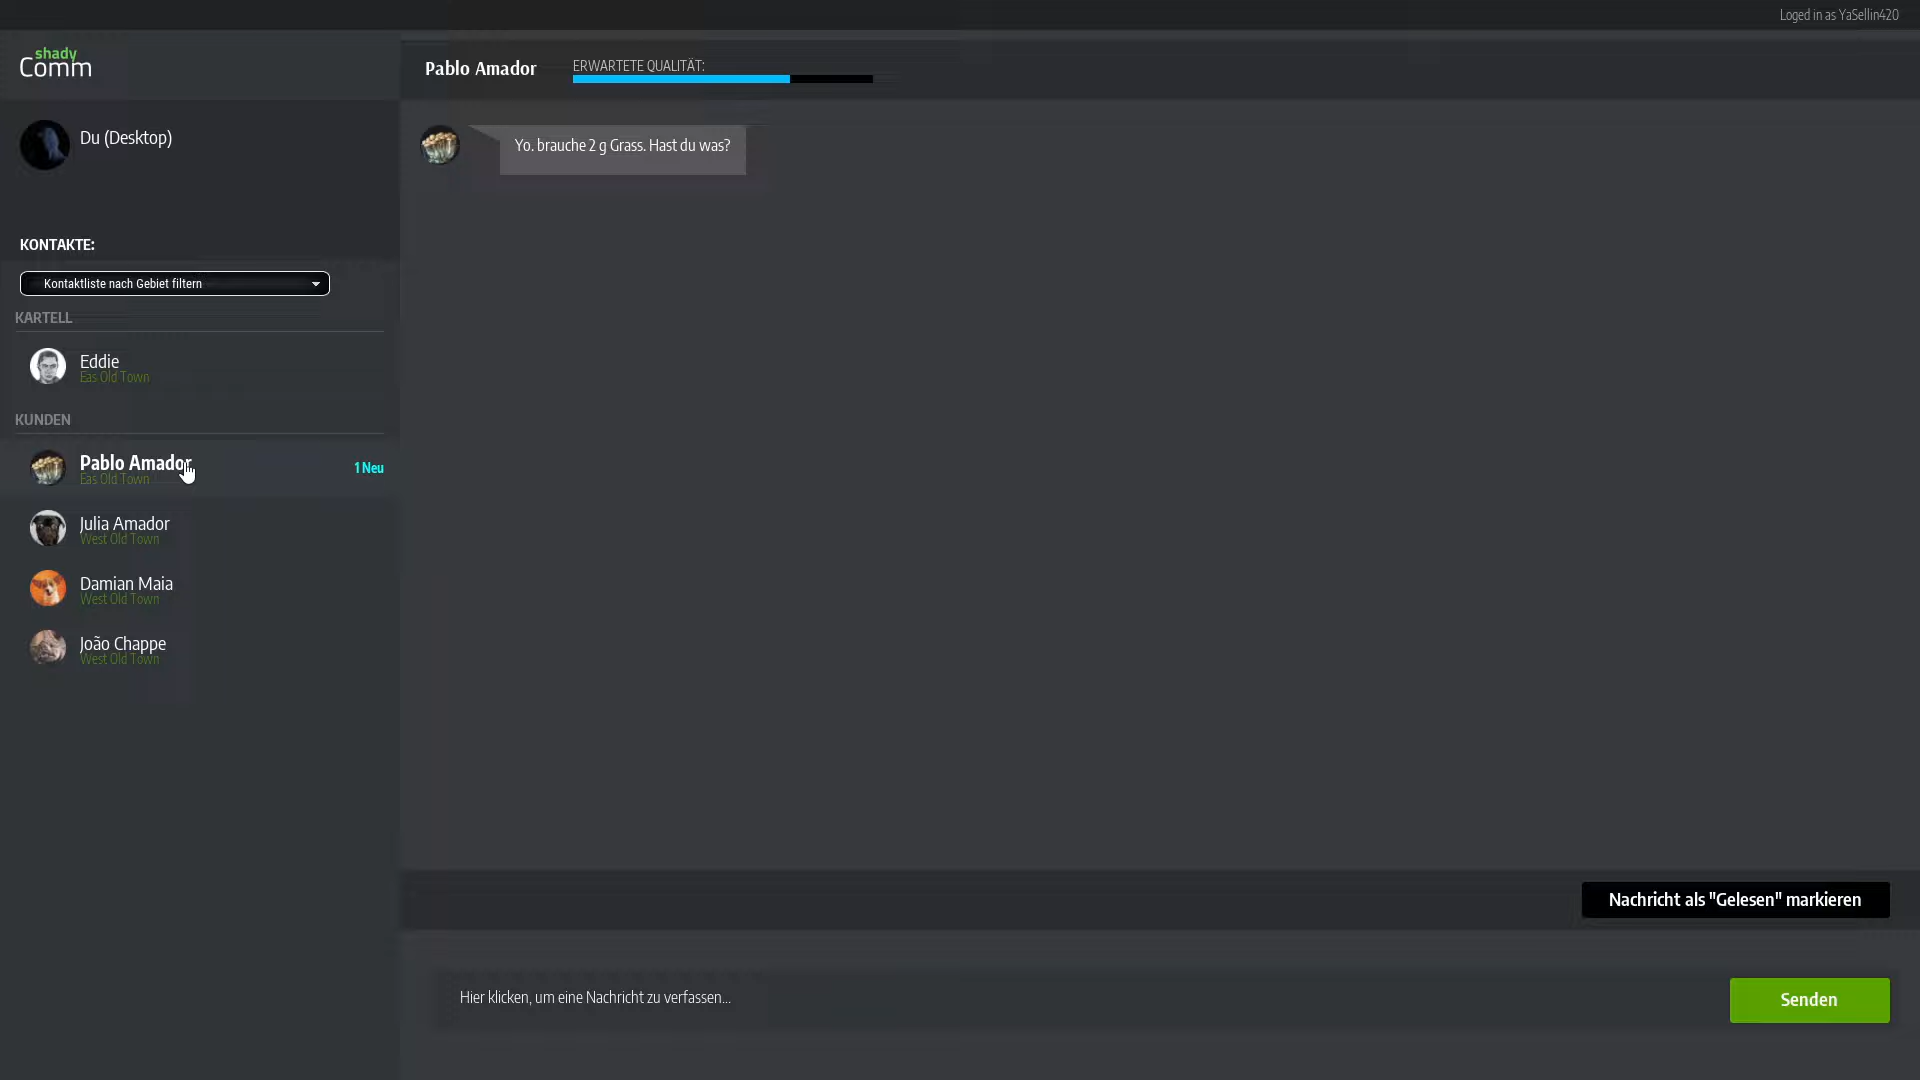 Loged in as YaSellin420
shady
Comm
Pablo Amador
ERWARTETE QUALITÄT:
Du (Desktop)
Yo. brauche 2 g Grass. Hast du was?
KONTAKTE:
Kontaktliste nach Gebiet filtern
KARTELL
Eddie
Eas Old Town
KUNDEN
Pablo Amador
Eas Old Town
1 Neu
Julia Amador
West Old Town
Damian Maia
West Old Town
João Chappe
West Old Town
Nachricht als "Gelesen" markieren
Hier klicken, um eine Nachricht zu verfassen...
Senden